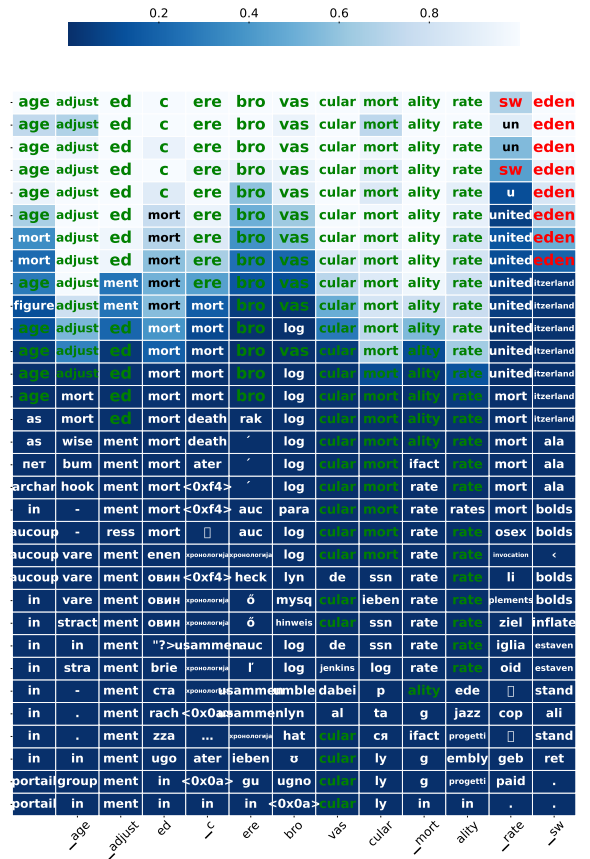 0.2 0.4 0.6 0.8
age adjust ed c ere bro vas cular mort ality rate sw eden
age adjust ed c ere bro vas cular mort ality rate un eden
age adjust ed c ere bro vas cular mort ality rate un eden
age adjust ed c ere bro vas cular mort ality rate sw eden
age adjust ed c ere bro vas cular mort ality rate u eden
age adjust ed mort ere bro vas cular mort ality rate united eden
mort adjust ed mort ere bro vas cular mort ality rate united eden
mort adjust ed mort ere bro vas cular mort ality rate united eden
age adjust ment mort ere bro vas cular mort ality rate united itzerland
figure adjust ment mort mort bro vas cular mort ality rate united itzerland
age adjust ed mort mort bro log cular mort ality rate united itzerland
age adjust ed mort mort bro vas cular mort ality rate united itzerland
age adjust ed mort mort bro log cular mort ality rate united itzerland
age mort ed mort mort bro log cular mort ality rate mort itzerland
as mort ed mort death rak log cular mort ality rate mort itzerland
as wise ment mort death ´ log cular mort ality rate mort ala
пет bum ment mort ater ´ log cular mort ifact rate mort ala
archar hook ment mort <0xf4> ´ log cular mort rate rate mort ala
in - ment mort <0xf4> auc para cular mort rate rates mort bolds
aucoup - ress mort auc log cular mort rate rate osex bolds
aucoup vare ment enen хронологија хронологија log cular mort rate rate invocation ‹
aucoup vare ment овин <0xf4> heck lyn de ssn rate rate li bolds
in vare ment овин хронологија ő mysq cular ieben rate rate plements bolds
in stract ment овин хронологија ő hinweis cular ssn rate rate ziel inflate
in in ment "?> usammen auc log de ssn rate rate iglia estaven
in stra ment brie хронологија ľ log jenkins log rate rate oid estaven
in - ment ста хронологија usammen umble dabei p ality ede stand
in . ment rach <0x0a> usammen lyn al ta g jazz cop ali
in . ment zza ... хронологија hat cular ся ifact progetti stand
in in ment ugo ater ieben ʊ cular ly g embly geb ret
portail group ment in <0x0a> gu ugno cular ly g progetti paid .
portail in ment in in in <0x0a> cular ly in in . .
_age _adjust ed _c ere bro vas cular _mort ality _rate _sw